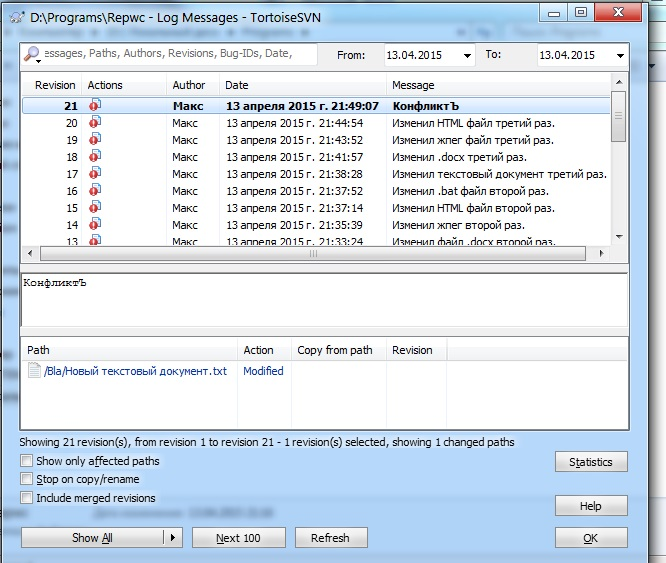 D:\Programs\Repwc - Log Messages - TortoiseSVN
essages, Paths, Authors, Revisions, Bug-IDs, Date, From: 13.04.2015 To: 13.04.2015
Revision Actions Author Date Message
21 Макс 13 апреля 2015 г. 21:49:07 КонфликтЪ
20 Макс 13 апреля 2015 г. 21:44:54 Изменил HTML файл третий раз.
19 Макс 13 апреля 2015 г. 21:43:52 Изменил жпег файл третий раз.
18 Макс 13 апреля 2015 г. 21:41:57 Изменил .docx третий раз.
17 Макс 13 апреля 2015 г. 21:38:28 Изменил текстовый документ третий раз.
16 Макс 13 апреля 2015 г. 21:37:52 Изменил .bat файл второй раз.
15 Макс 13 апреля 2015 г. 21:37:14 Изменил HTML файл второй раз.
14 Макс 13 апреля 2015 г. 21:35:39 Изменил жпег второй раз.
13 Макс 13 апреля 2015 г. 21:33:24 Изменил файл .docx второй раз.
КонфликтЪ
Path Action Copy from path Revision
/Bla/Новый текстовый документ.txt Modified
Showing 21 revision(s), from revision 1 to revision 21 - 1 revision(s) selected, showing 1 changed paths
Show only affected paths
Statistics
Stop on copy/rename
Include merged revisions
Help
Show All Next 100 Refresh OK